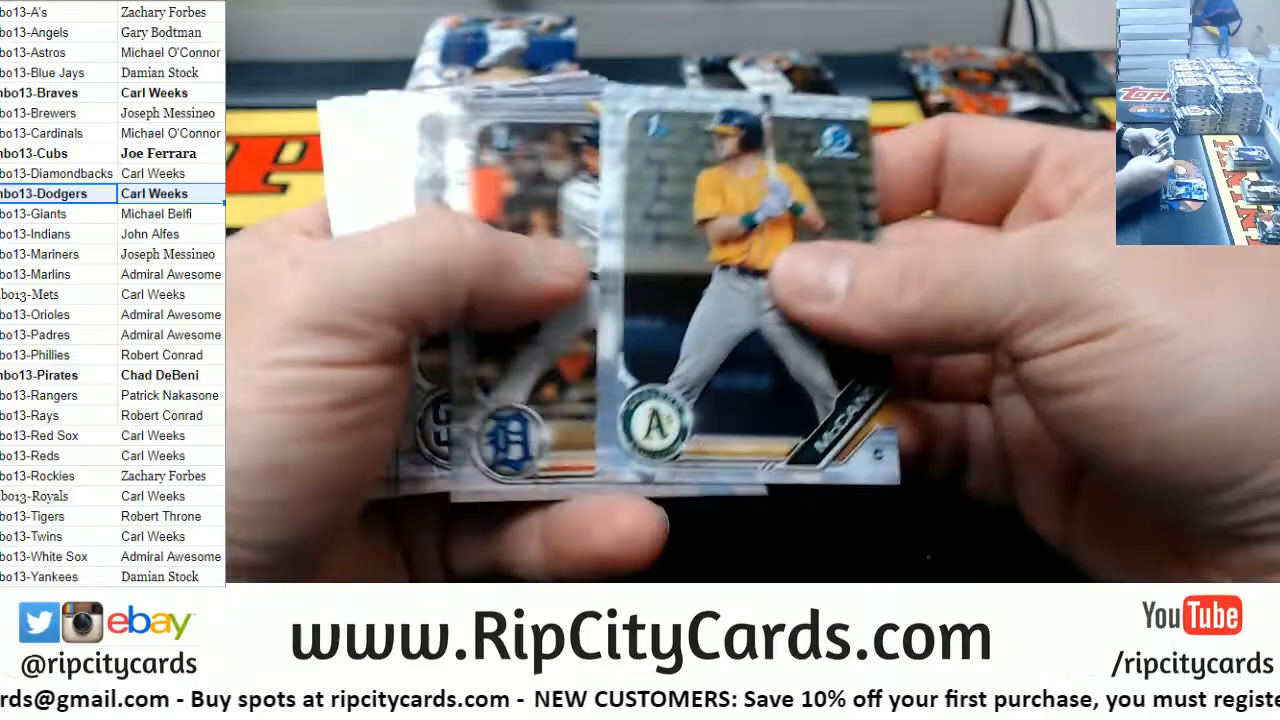 bo13-A's Zachary Forbes
bo13-Angels Gary Bodtman
bo13-Astros Michael O'Connor
bo13-Blue Jays Damian Stock
nbo13-Braves Carl Weeks
bo13-Brewers Joseph Messineo
bo13-Cardinals Michael O'Connor
nbo13-Cubs Joe Ferrara
bo13-Diamondbacks Carl Weeks
nbo13-Dodgers Carl Weeks
bo13-Giants Michael Belfi
bo13-Indians John Alfes
bo13-Mariners Joseph Messineo
bo13-Marlins Admiral Awesome
bo13-Mets Carl Weeks
bo13-Orioles Admiral Awesome
bo13-Padres Admiral Awesome
bo13-Phillies Robert Conrad
nbo13-Pirates Chad DeBeni
bo13-Rangers Patrick Nakasone
bo13-Rays Robert Conrad
bo13-Red Sox Carl Weeks
bo13-Reds Carl Weeks
bo13-Rockies Zachary Forbes
bo13-Royals Carl Weeks
bo13-Tigers Robert Throne
bo13-Twins Carl Weeks
bo13-White Sox Admiral Awesome
bo13-Yankees Damian Stock
1st
A
McCANN
C
D
Topps
ebay
@ripcitycards
www.RipCityCards.com
YouTube
/ripcitycards
rds@gmail.com - Buy spots at ripcitycards.com - NEW CUSTOMERS: Save 10% off your first purchase, you must registe